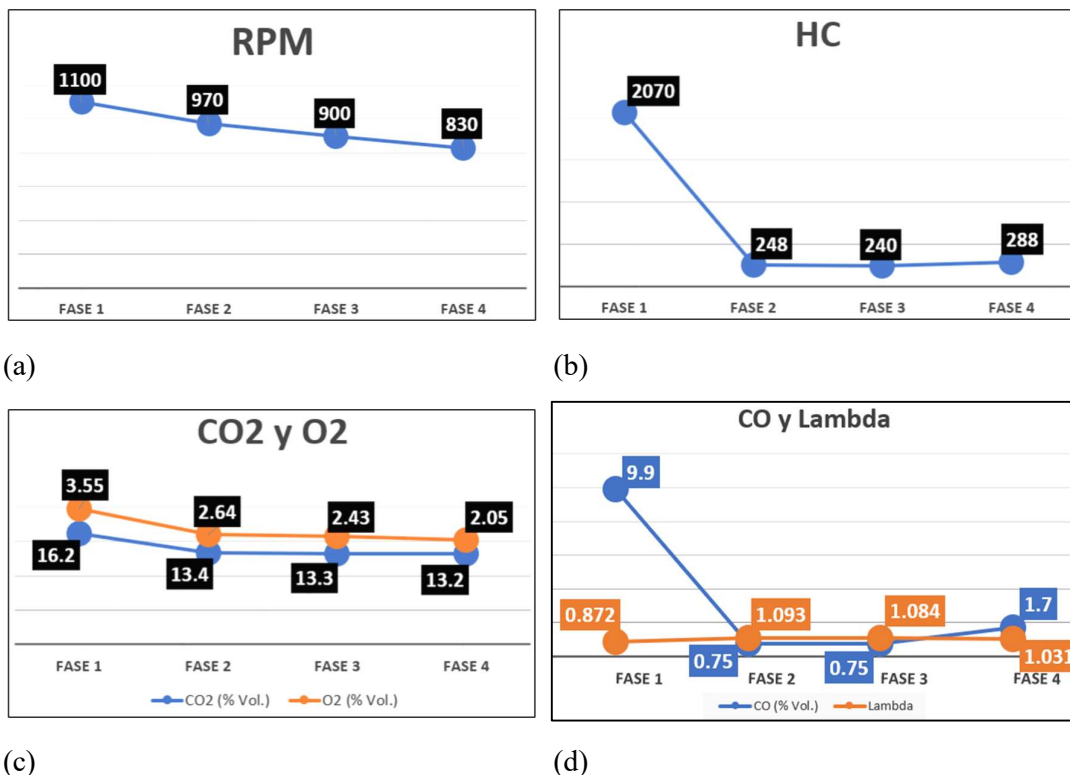 RPM
1100
970
900
830
FASE 1 FASE 2 FASE 3 FASE 4
(a)
HC
2070
248
240
288
FASE 1 FASE 2 FASE 3 FASE 4
(b)
CO2 y O2
3.55
2.64
2.43
2.05
16.2
13.4
13.3
13.2
FASE 1 FASE 2 FASE 3 FASE 4
CO2 (% Vol.) O2 (% Vol.)
(c)
CO y Lambda
9.9
0.872
1.093
1.084
1.7
0.75
0.75
1.031
FASE 1 FASE 2 FASE 3 FASE 4
CO (% Vol.) Lambda
(d)